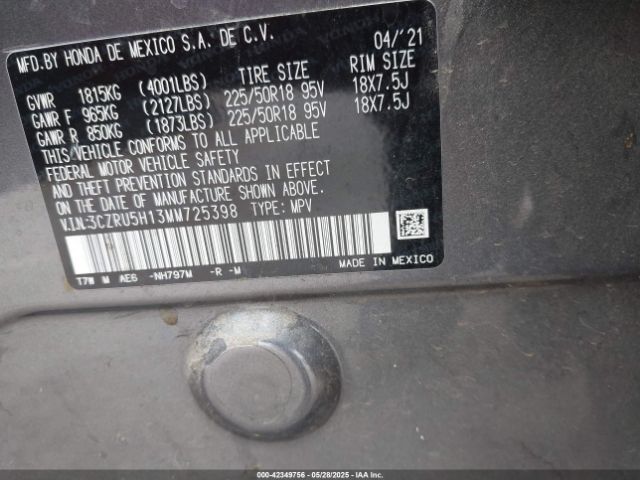 MFD.BY HONDA DE MEXICO S.A. DE C.V. 04/'21
TIRE SIZE RIM SIZE
GVWR 1815KG (4001LBS)
GAWR F 965KG (2127LBS) 225/50R18 95V 18X7.5J
GAWR R 850KG (1873LBS) 225/50R18 95V 18X7.5J
THIS VEHICLE CONFORMS TO ALL APPLICABLE
FEDERAL MOTOR VEHICLE SAFETY
AND THEFT PREVENTION STANDARDS IN EFFECT
ON THE DATE OF MANUFACTURE SHOWN ABOVE.
V.I.N:3CZRU5H13MM725398 TYPE: MPV
T7W M AES -NH797M -R -M
MADE IN MEXICO
000-42349756 - 05/28/2025 - IAA Inc.